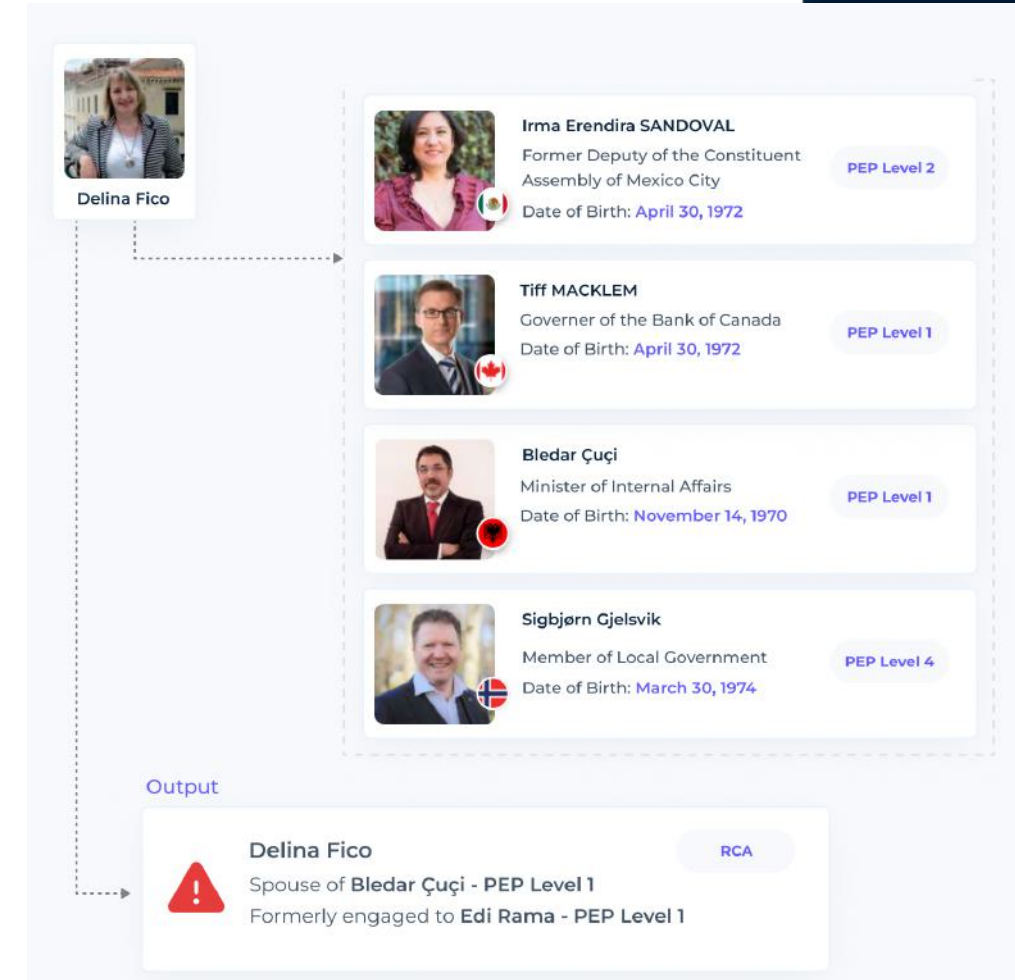 Delina Fico
Irma Erendira SANDOVAL
Former Deputy of the Constituent
Assembly of Mexico City
Date of Birth: April 30, 1972
PEP Level 2
Tiff MACKLEM
Governer of the Bank of Canada
Date of Birth: April 30, 1972
PEP Level 1
Bledar Çuçi
Minister of Internal Affairs
Date of Birth: November 14, 1970
PEP Level 1
Sigbjørn Gjelsvik
Member of Local Government
Date of Birth: March 30, 1974
PEP Level 4
Output
Delina Fico
RCA
Spouse of Bledar Çuçi - PEP Level 1
Formerly engaged to Edi Rama - PEP Level 1